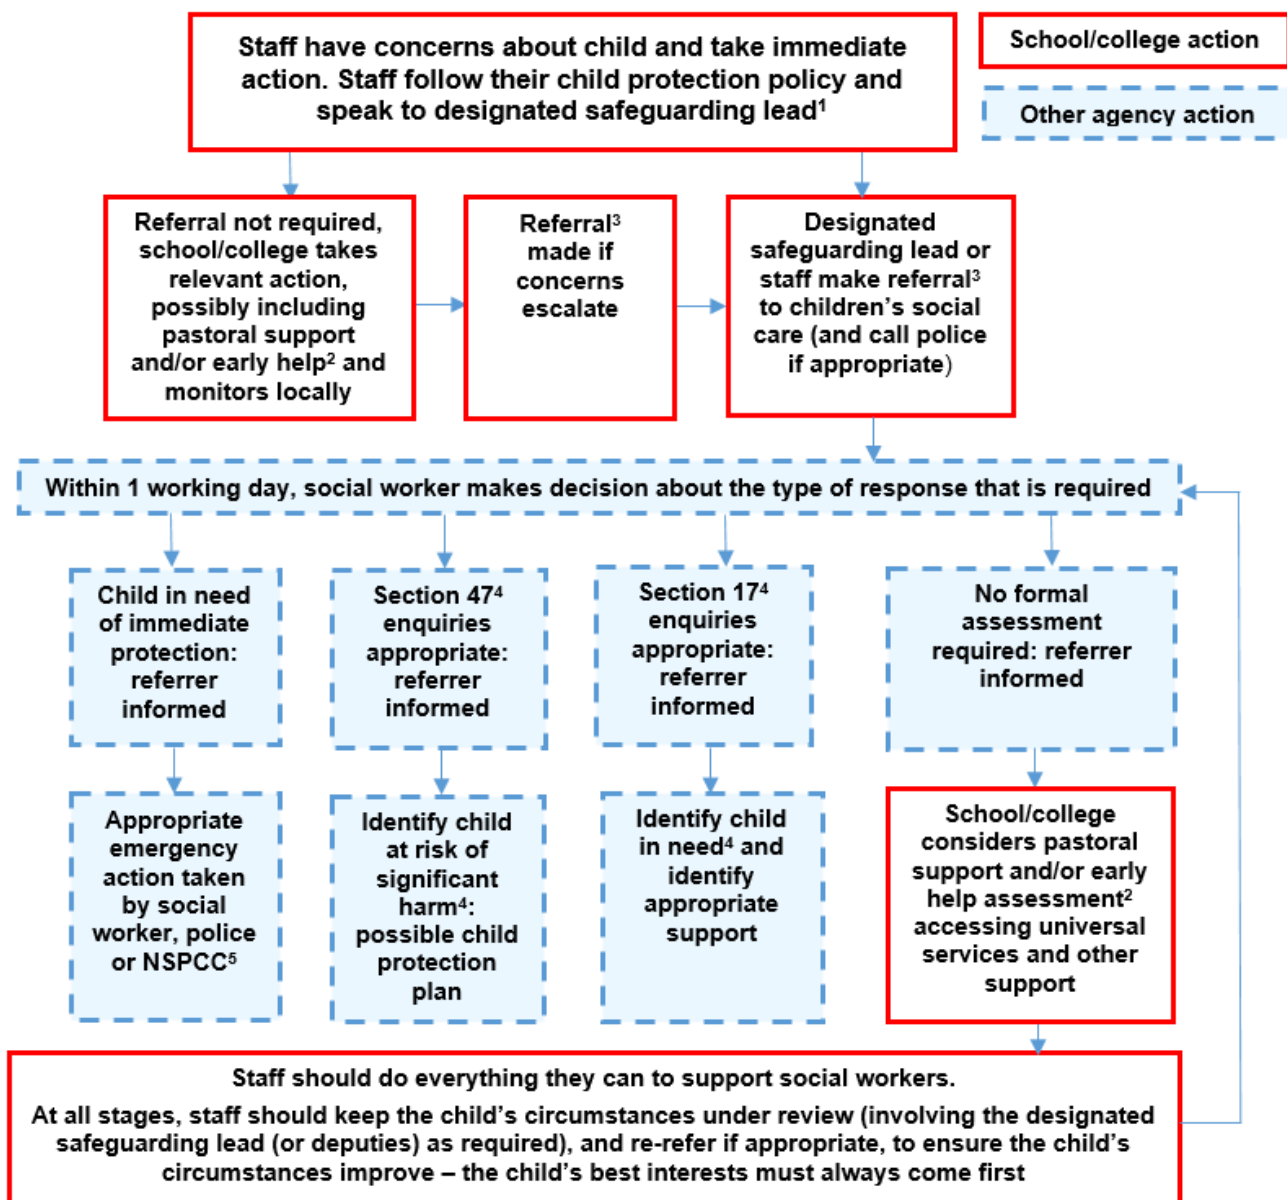 Staff have concerns about child and take immediate
action. Staff follow their child protection policy and
speak to designated safeguarding lead¹
School/college action
Other agency action
Referral not required,
school/college takes
relevant action,
possibly including
pastoral support
and/or early help² and
monitors locally
Referral³
made if
concerns
escalate
Designated
safeguarding lead or
staff make referral³
to children’s social
care (and call police
if appropriate)
Within 1 working day, social worker makes decision about the type of response that is required
Child in need
of immediate
protection:
referrer
informed
Section 47⁴
enquiries
appropriate:
referrer
informed
Section 17⁴
enquiries
appropriate:
referrer
informed
No formal
assessment
required: referrer
informed
Appropriate
emergency
action taken
by social
worker, police
or NSPCC⁵
Identify child
at risk of
significant
harm⁴:
possible child
protection
plan
Identify child
in need⁴ and
identify
appropriate
support
School/college
considers pastoral
support and/or early
help assessment²
accessing universal
services and other
support
Staff should do everything they can to support social workers.
At all stages, staff should keep the child’s circumstances under review (involving the designated
safeguarding lead (or deputies) as required), and re-refer if appropriate, to ensure the child’s
circumstances improve – the child’s best interests must always come first